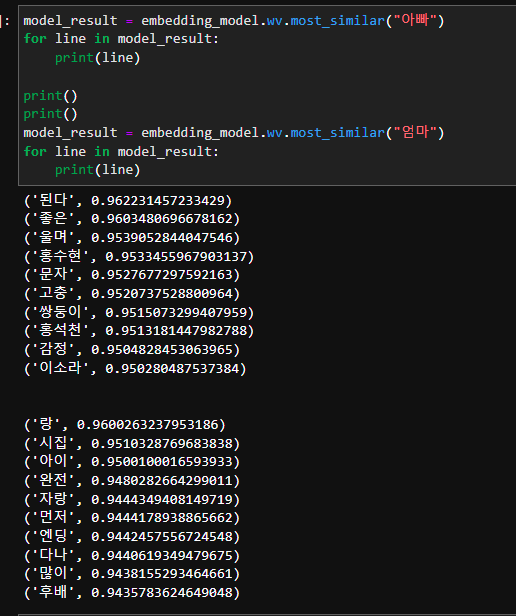 ]:
model_result = embedding_model.wv.most_similar("아빠")
for line in model_result:
    print(line)

print()
print()
model_result = embedding_model.wv.most_similar("엄마")
for line in model_result:
    print(line)
('된다', 0.962231457233429)
('좋은', 0.9603480696678162)
('울며', 0.9539052844047546)
('홍수현', 0.9533455967903137)
('문자', 0.9527677297592163)
('고충', 0.9520737528800964)
('쌍둥이', 0.9515073299407959)
('홍석천', 0.9513181447982788)
('감정', 0.9504828453063965)
('이소라', 0.950280487537384)

('랑', 0.9600263237953186)
('시집', 0.9510328769683838)
('아이', 0.9500100016593933)
('완전', 0.9480282664299011)
('자랑', 0.9444349408149719)
('먼저', 0.9444178938865662)
('엔딩', 0.9442457556724548)
('다나', 0.9440619349479675)
('많이', 0.9438155293464661)
('후배', 0.9435783624649048)